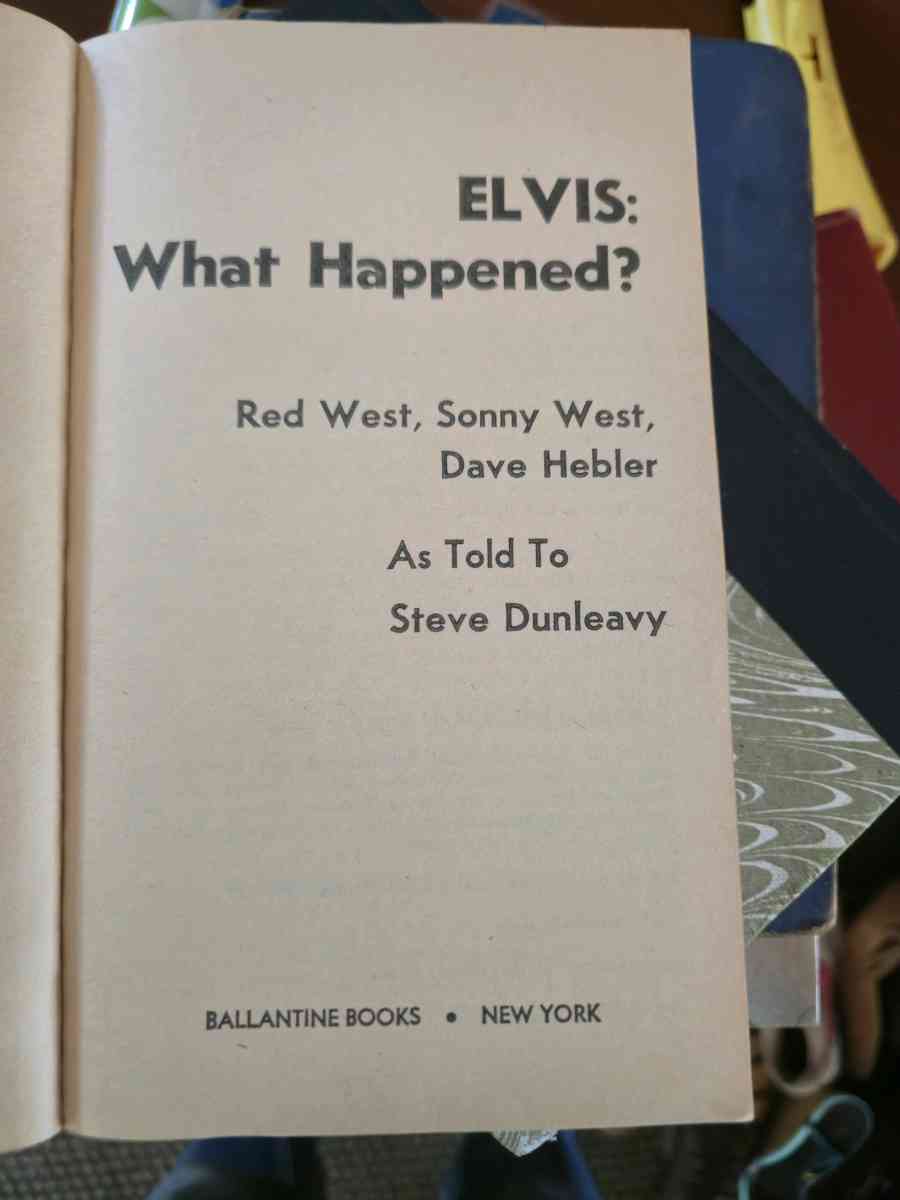 ELVIS:
What Happened?
Red West, Sonny West,
Dave Hebler
As Told To
Steve Dunleavy
BALLANTINE BOOKS • NEW YORK